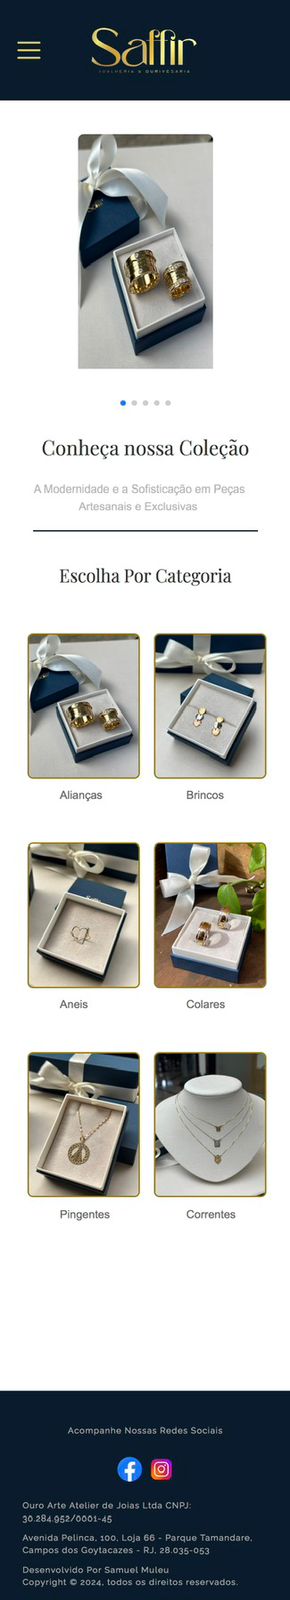 Saffir
JOALHERIA & OURIVESARIA
Conheça nossa Coleção
A Modernidade e a Sofisticação em Peças
Artesanais e Exclusivas
Escolha Por Categoria
Alianças
Brincos
Aneis
Colares
Pingentes
Correntes
Acompanhe Nossas Redes Sociais
Ouro Arte Atelier de Joias Ltda CNPJ:
30.284.952/0001-45
Avenida Pelinca, 100, Loja 66 - Parque Tamandare,
Campos dos Goytacazes - RJ, 28.035-053
Desenvolvido Por Samuel Muleu
Copyright © 2024, todos os direitos reservados.